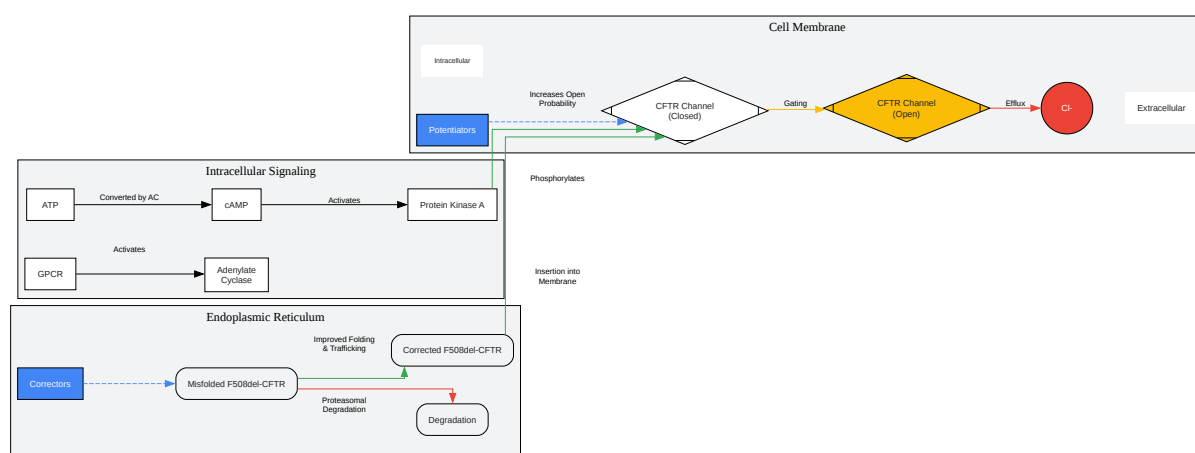 Cell Membrane
Intracellular
Increases Open
Probability
Potentiators
CFTR Channel
(Closed)
Gating
CFTR Channel
(Open)
Efflux
Cl-
Extracellular
Intracellular Signaling
ATP
Converted by AC
cAMP
Activates
Protein Kinase A
Phosphorylates
Activates
GPCR
Adenylate
Cyclase
Insertion into
Membrane
Endoplasmic Reticulum
Improved Folding
& Trafficking
Corrected F508del-CFTR
Correctors
Misfolded F508del-CFTR
Proteasomal
Degradation
Degradation